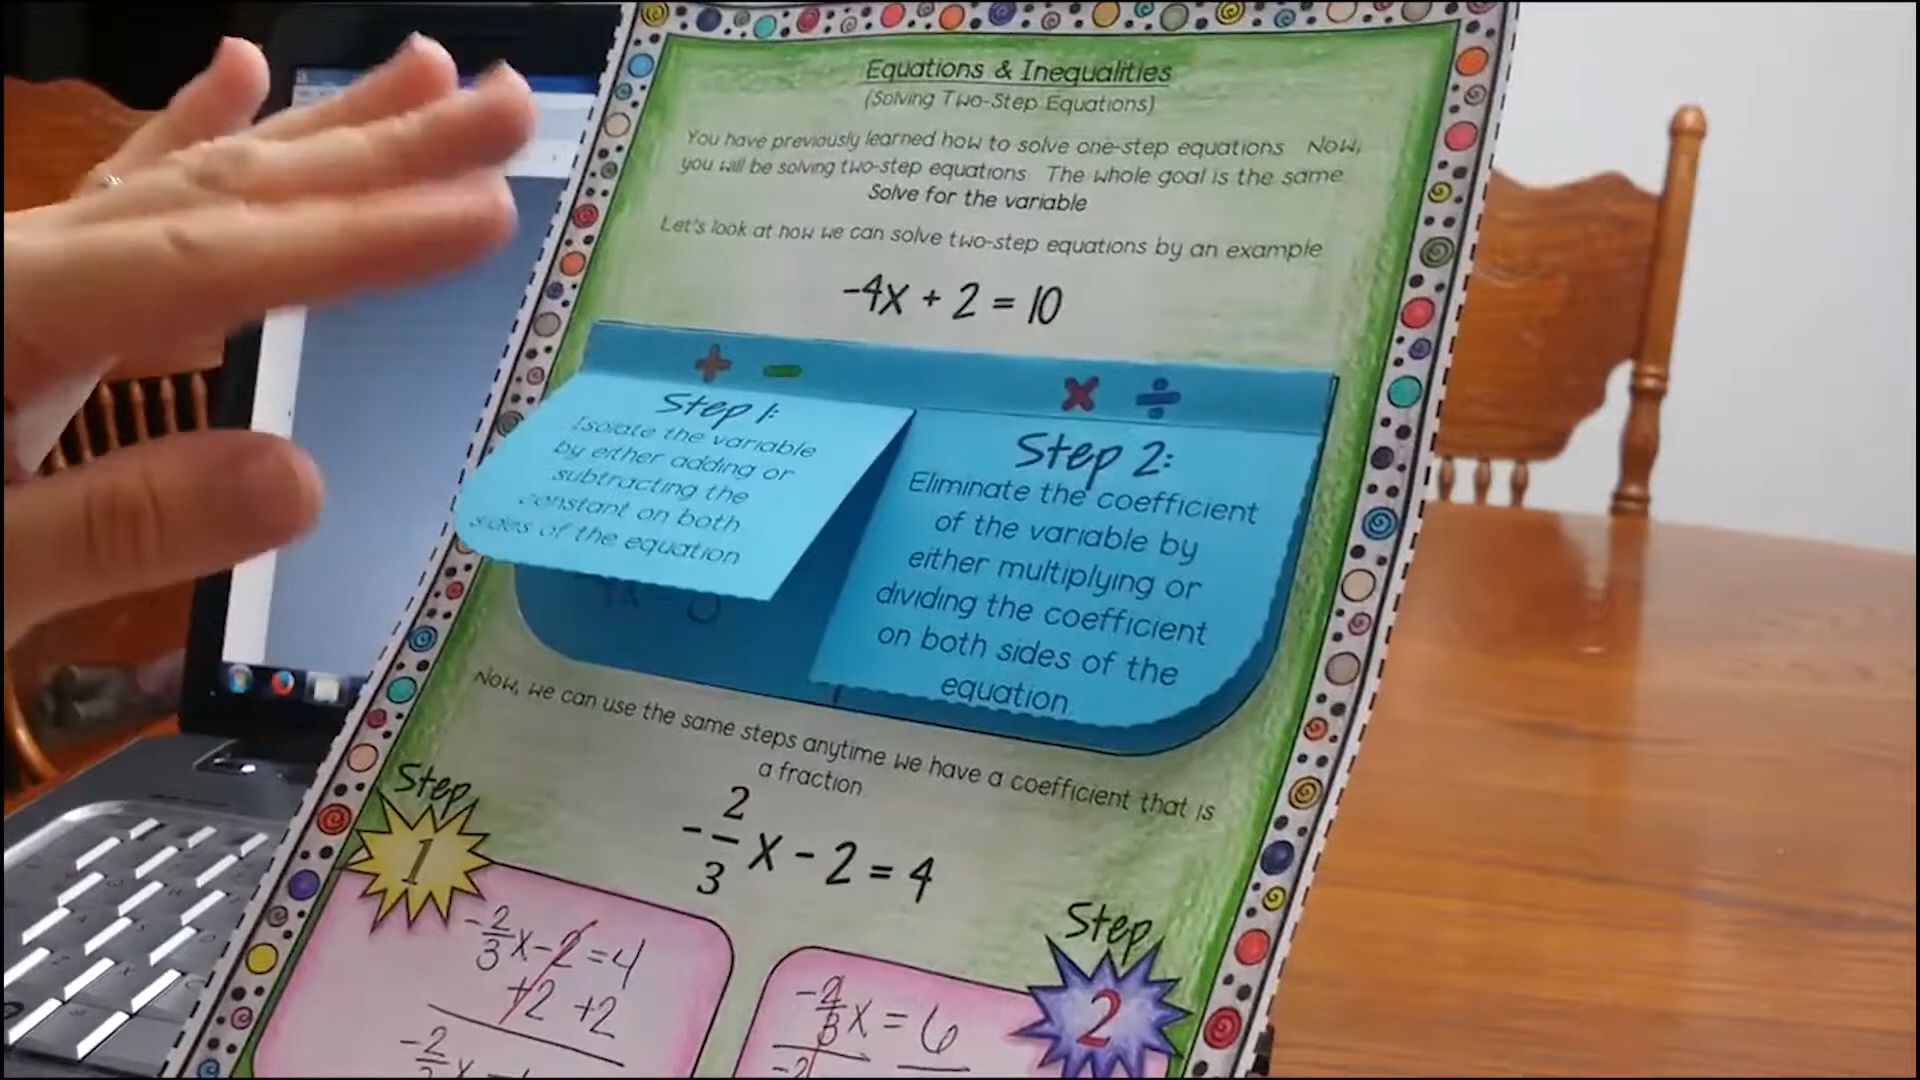 Equations & Inequalities
(Solving Two-Step Equations)
You have previously learned how to solve one-step equations Now,
you will be solving two-step equations The whole goal is the same
Solve for the variable
Let's look at how we can solve two-step equations by an example
-4x + 2 = 10
+ −
Step 1:
Isolate the variable
by either adding or
subtracting the
constant on both
sides of the equation
× ÷
Step 2:
Eliminate the coefficient
of the variable by
either multiplying or
dividing the coefficient
on both sides of the
equation.
Now, we can use the same steps anytime we have a coefficient that is
a fraction
-2/3 x - 2 = 4
Step
1
-2/3 x - 2 = 4
+2 +2
Step
2
-2/3 x = 6